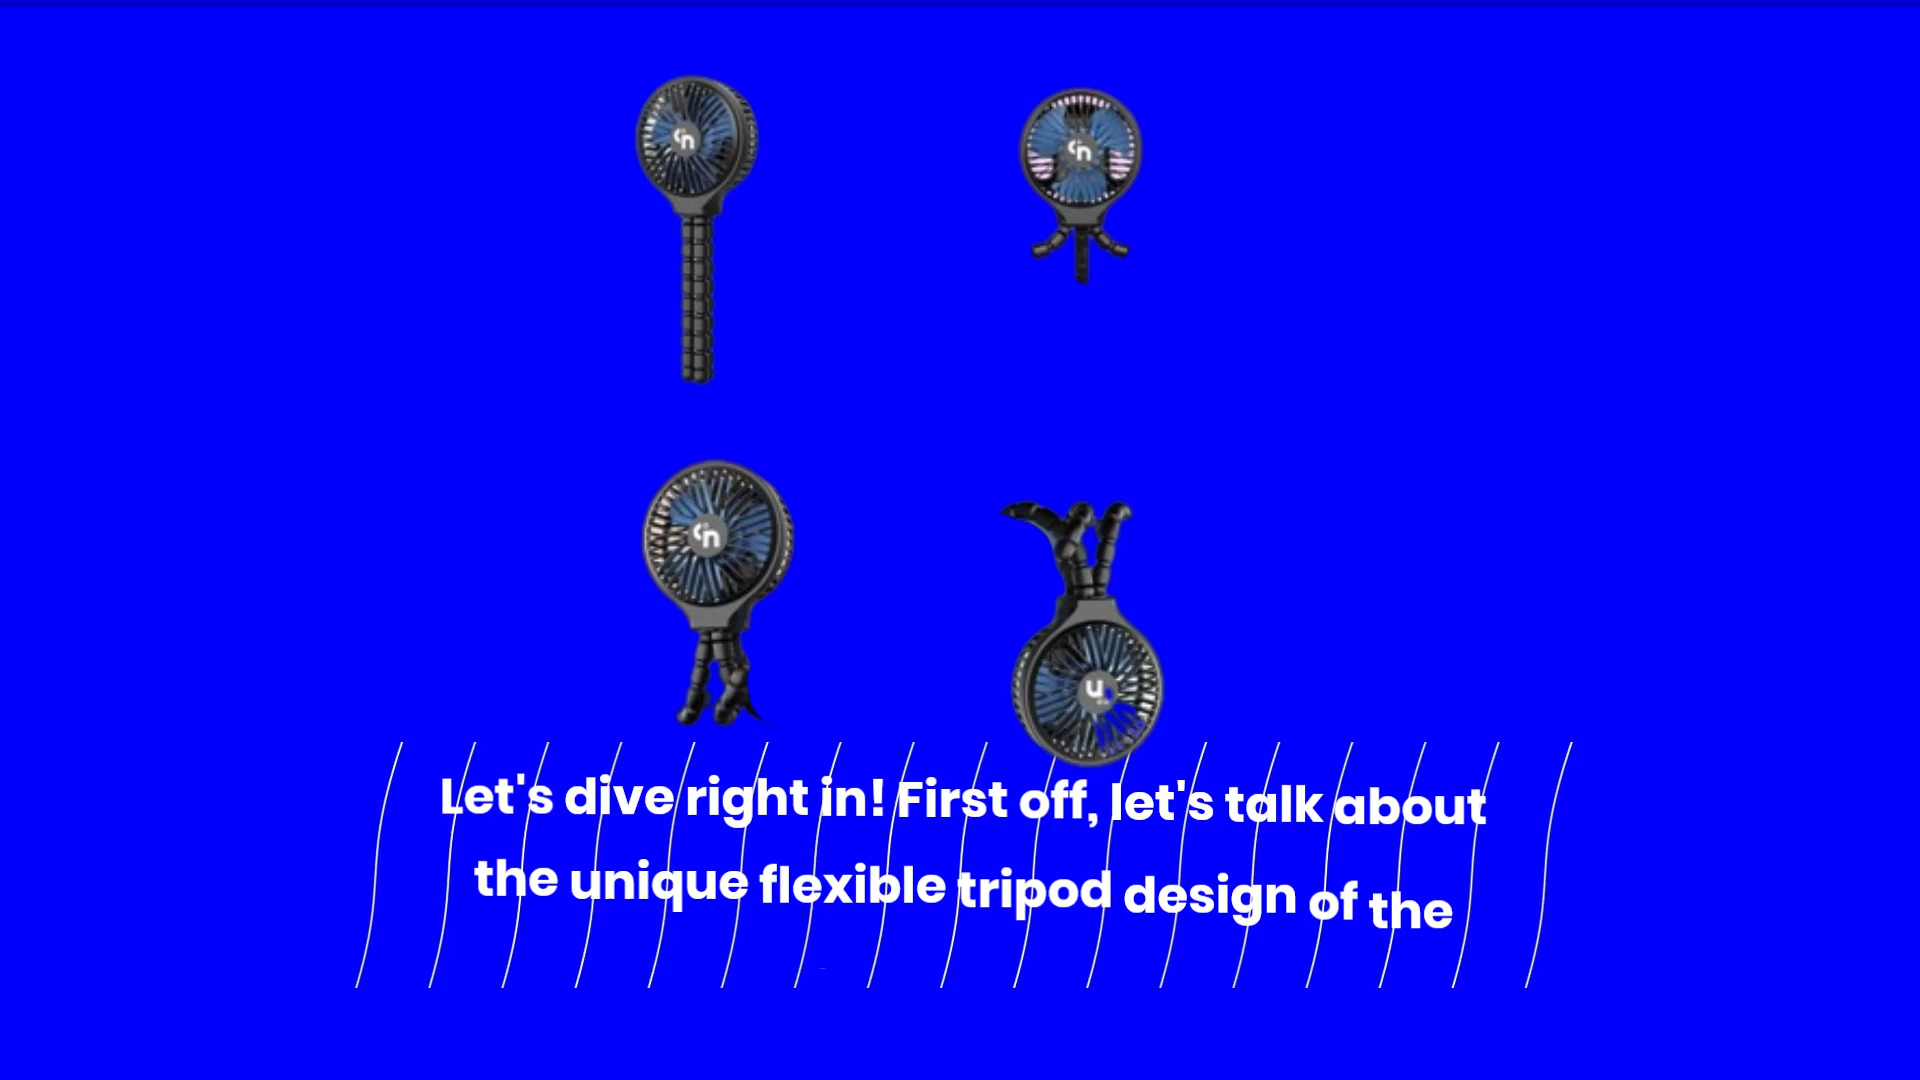 Let's dive right in! First off, let's talk about
the unique flexible tripod design of the